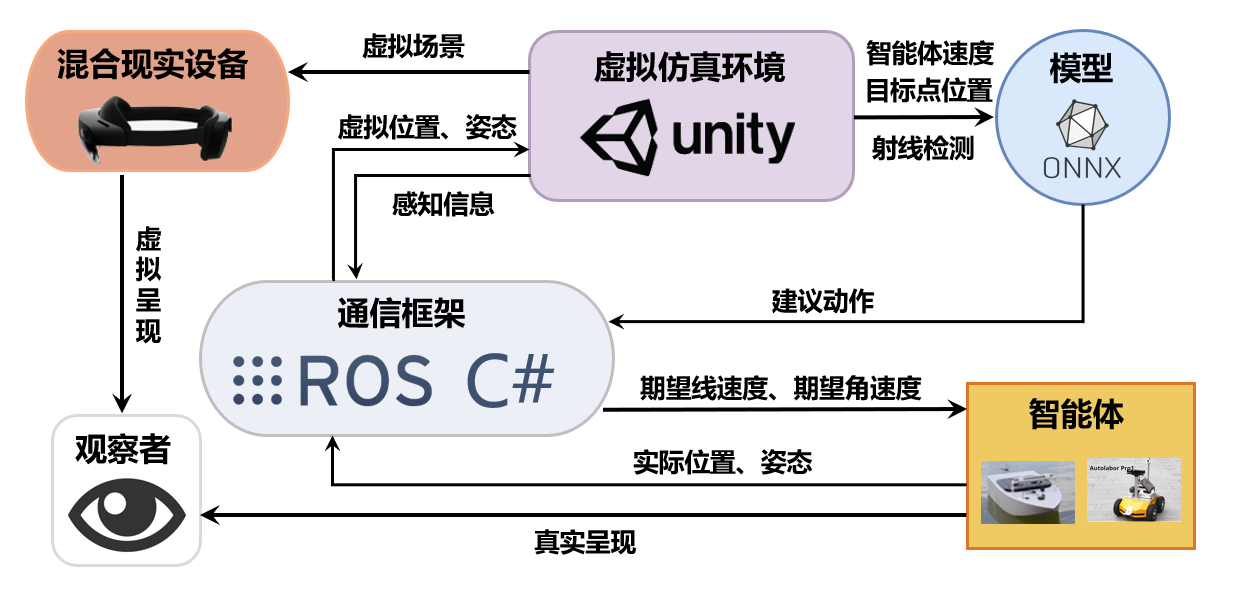 混合现实设备
虚拟场景
虚拟仿真环境
unity
智能体速度
目标点位置
射线检测
模型
ONNX
虚拟位置、姿态
感知信息
虚拟呈现
通信框架
ROS C#
建议动作
期望线速度、期望角速度
智能体
Autolabor Pro1
实际位置、姿态
观察者
真实呈现